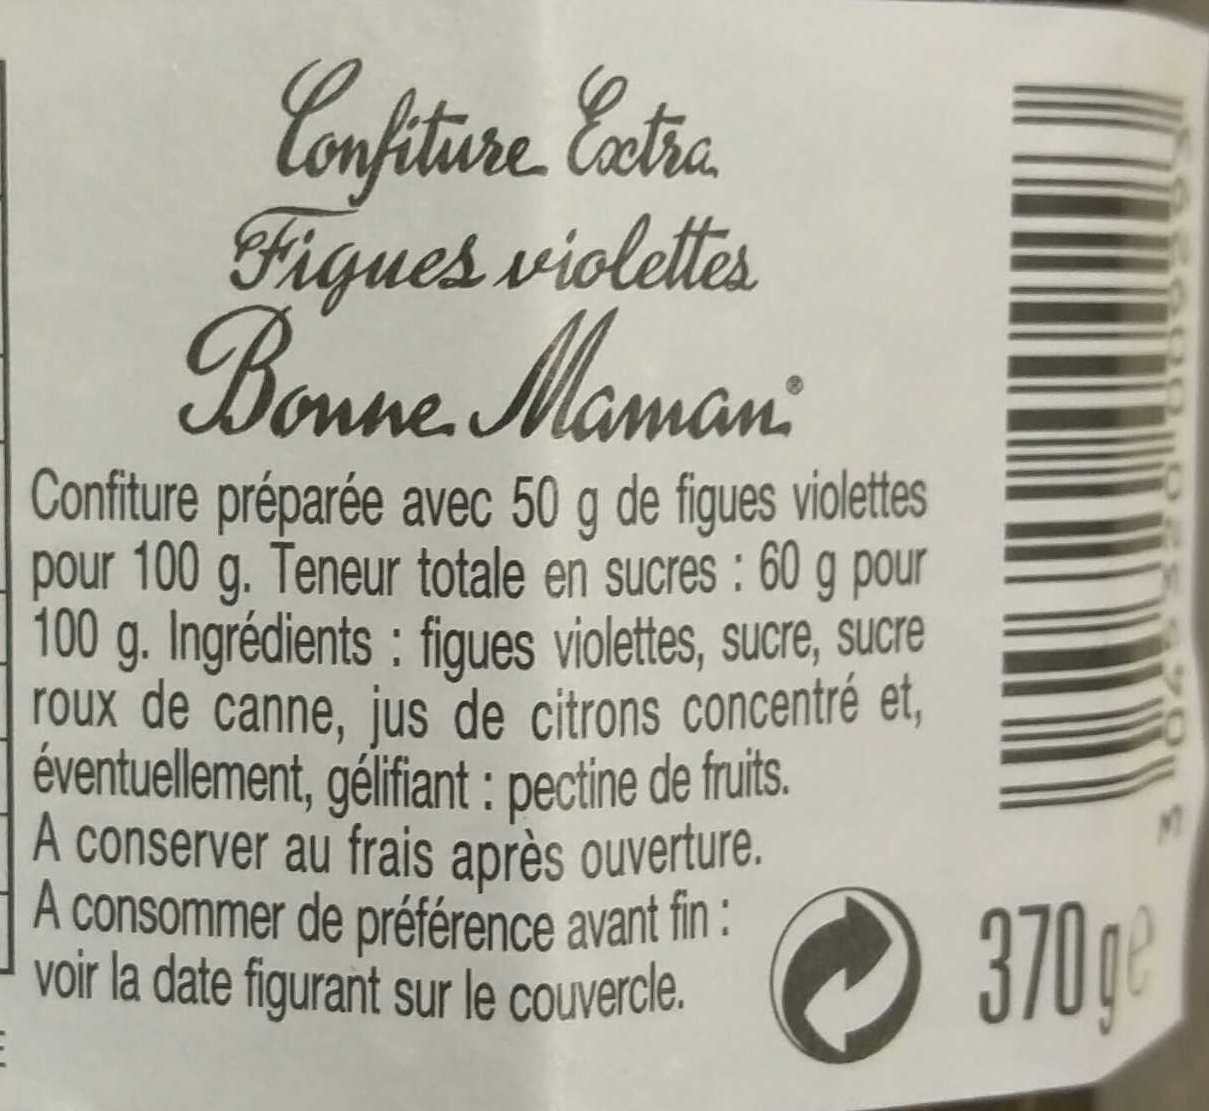 Confiture Extra
Figues violettes
Bonne Maman®
Confiture préparée avec 50 g de figues violettes
pour 100 g. Teneur totale en sucres : 60 g pour
100 g. Ingrédients : figues violettes, sucre, sucre
roux de canne, jus de citrons concentré et,
éventuellement, gélifiant : pectine de fruits.
A conserver au frais après ouverture.
A consommer de préférence avant fin :
voir la date figurant sur le couvercle.
370 g e